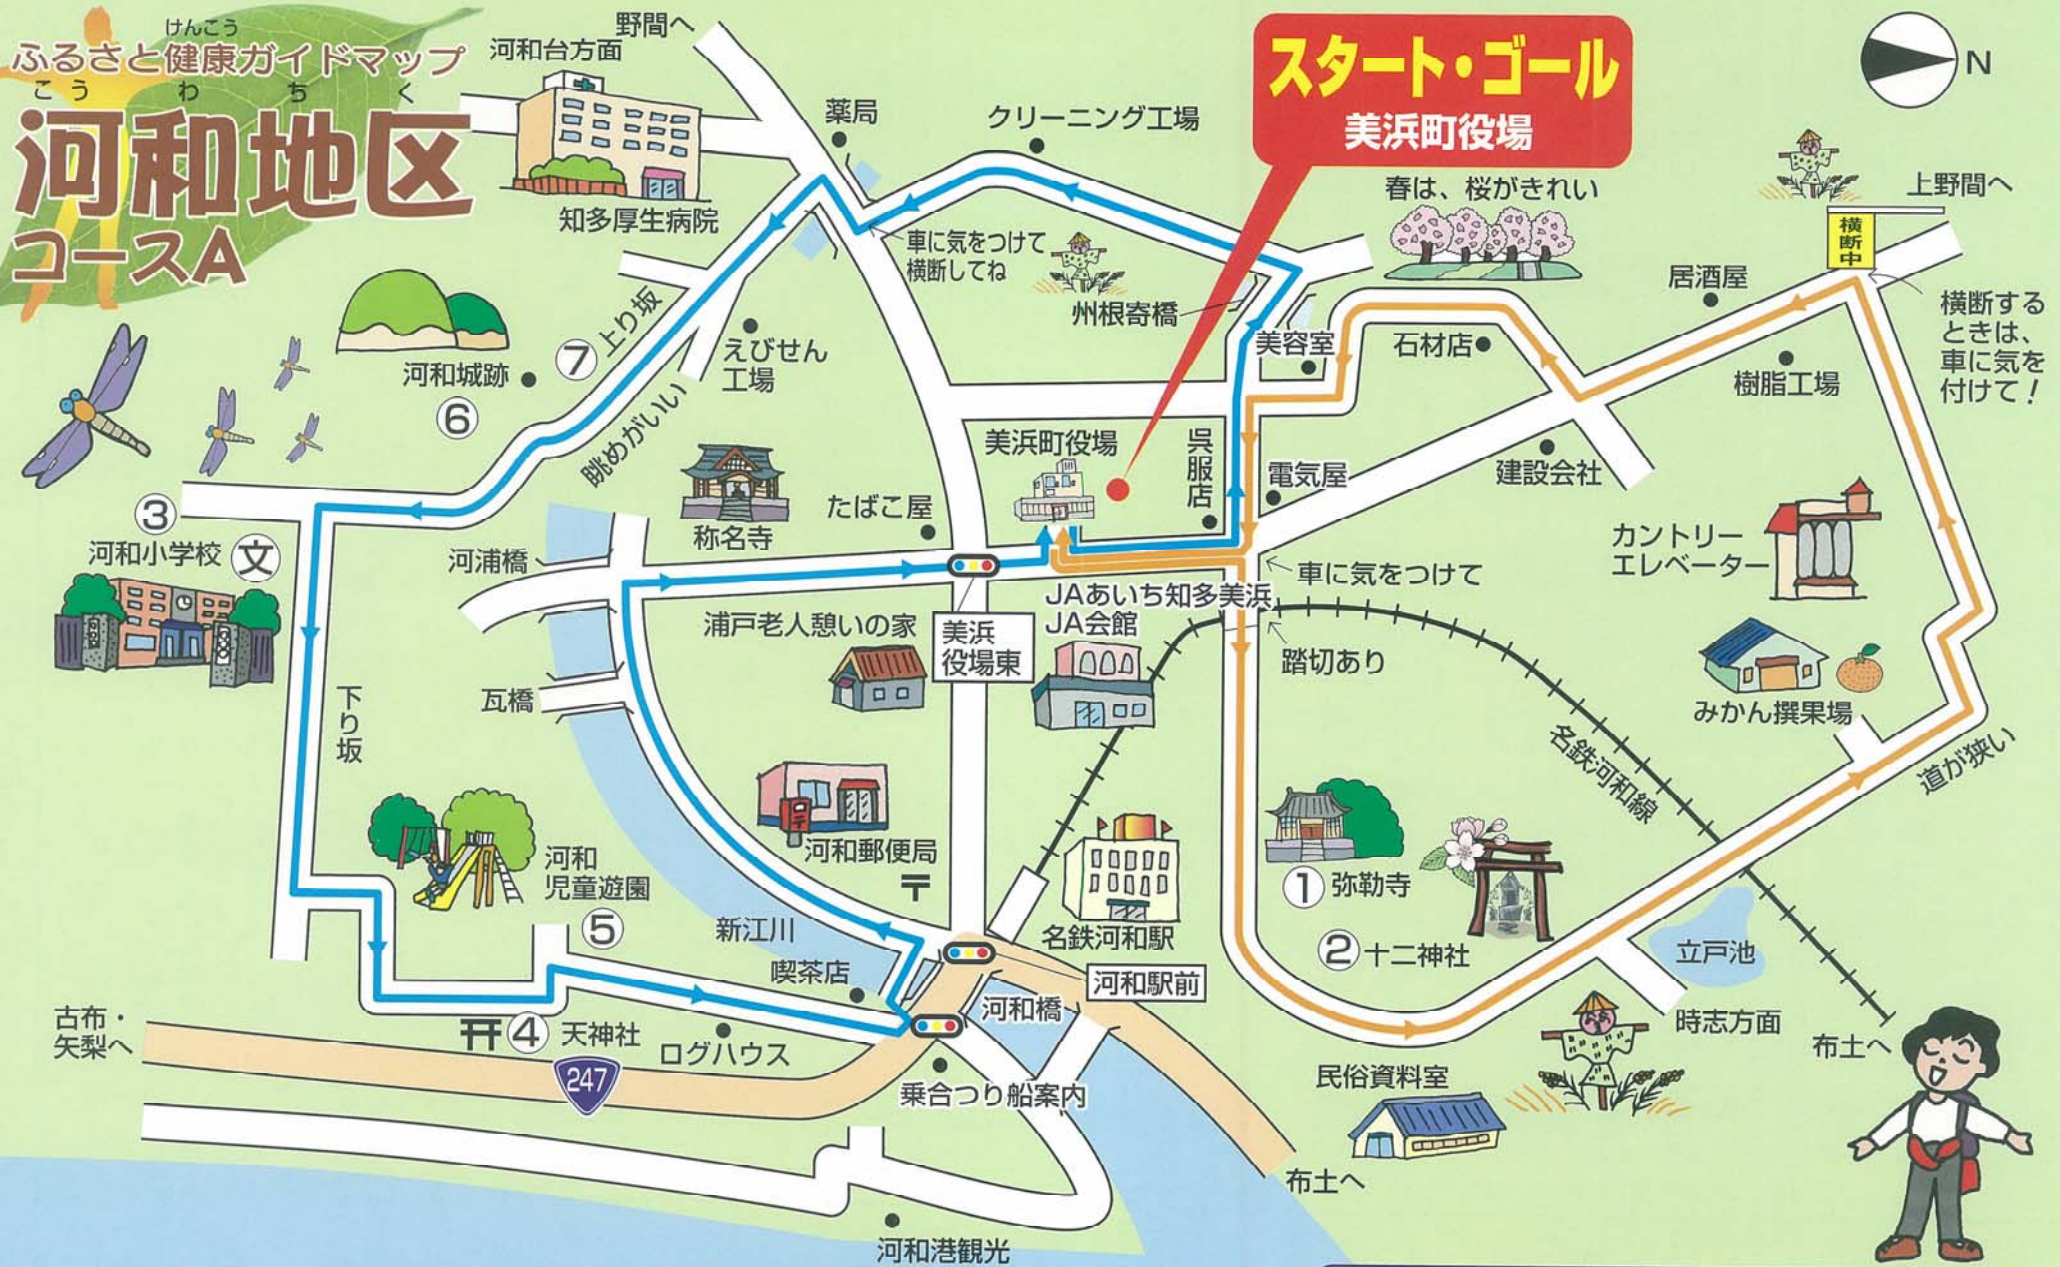 けんこう
ふるさと健康ガイドマップ
こうわちく
河和地区
コースA
スタート・ゴール
美浜町役場
N
野間へ
河和台方面
知多厚生病院
薬局
クリーニング工場
車に気をつけて
横断してね
州根寄橋
春は、桜がきれい
上野間へ
横断中
横断する
ときは、
車に気を
付けて！
居酒屋
樹脂工場
石材店
美容室
建設会社
電気屋
呉服店
美浜町役場
河和城跡
⑥
⑦
上り坂
えびせん
工場
眺めがいい
称名寺
たばこ屋
河浦橋
③
河和小学校
文
下り坂
瓦橋
浦戸老人憩いの家
美浜
役場東
JAあいち知多美浜
JA会館
車に気をつけて
踏切あり
カントリー
エレベーター
みかん撰果場
道が狭い
名鉄河和線
河和郵便局
〒
名鉄河和駅
①弥勒寺
②十二神社
立戸池
時志方面
布土へ
河和
児童遊園
⑤
新江川
喫茶店
河和駅前
河和橋
古布・
矢梨へ
④天神社
ログハウス
247
乗合つり船案内
民俗資料室
布土へ
河和港観光